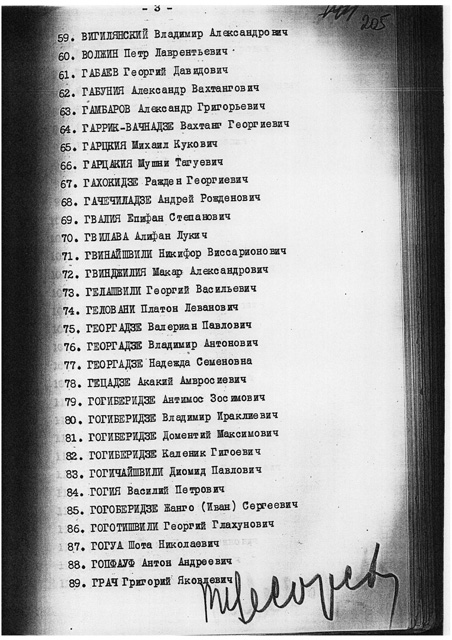 - 3 -
205
59. ВИГИЛЯНСКИЙ Владимир Александрович
60. ВОЛЖИН Петр Лаврентьевич
61. ГАБАЕВ Георгий Давидович
62. ГАБУНИЯ Александр Вахтангович
63. ГАМБАРОВ Александр Григорьевич
64. ГАРРИК-ВАЧНАДЗЕ Вахтанг Георгиевич
65. ГАРЦКИЯ Михаил Кукович
66. ГАРЦАКИЯ Мушни Тагуевич
67. ГАХОКИДЗЕ Ражден Георгиевич
68. ГАЧЕЧИЛАДЗЕ Андрей Рожденович
69. ГВАЛИЯ Епифан Степанович
70. ГВИЛАВА Алифан Лукич
71. ГВИНАЙШВИЛИ Никифор Виссарионович
72. ГВИНДЖИЛИЯ Макар Александрович
73. ГЕЛАШВИЛИ Георгий Васильевич
74. ГЕЛОВАНИ Платон Леванович
75. ГЕОРГАДЗЕ Валериан Павлович
76. ГЕОРГАДЗЕ Владимир Антонович
77. ГЕОРГАДЗЕ Надежда Семеновна
78. ГЕЦАДЗЕ Акакий Амвросиевич
79. ГОГИБЕРИДЗЕ Антимос Зосимович
80. ГОГИБЕРИДЗЕ Владимир Ираклиевич
81. ГОГИБЕРИДЗЕ Доментий Максимович
82. ГОГИБЕРИДЗЕ Каленик Гигоевич
83. ГОГИЧАЙШВИЛИ Диомид Павлович
84. ГОГИЯ Василий Петрович
85. ГОГОБЕРИДЗЕ Жанго (Иван) Сергеевич
86. ГОГОТИШВИЛИ Георгий Глахунович
87. ГОГУА Шота Николаевич
88. ГОПФАУФ Антон Андреевич
89. ГРАЧ Григорий Яковлевич